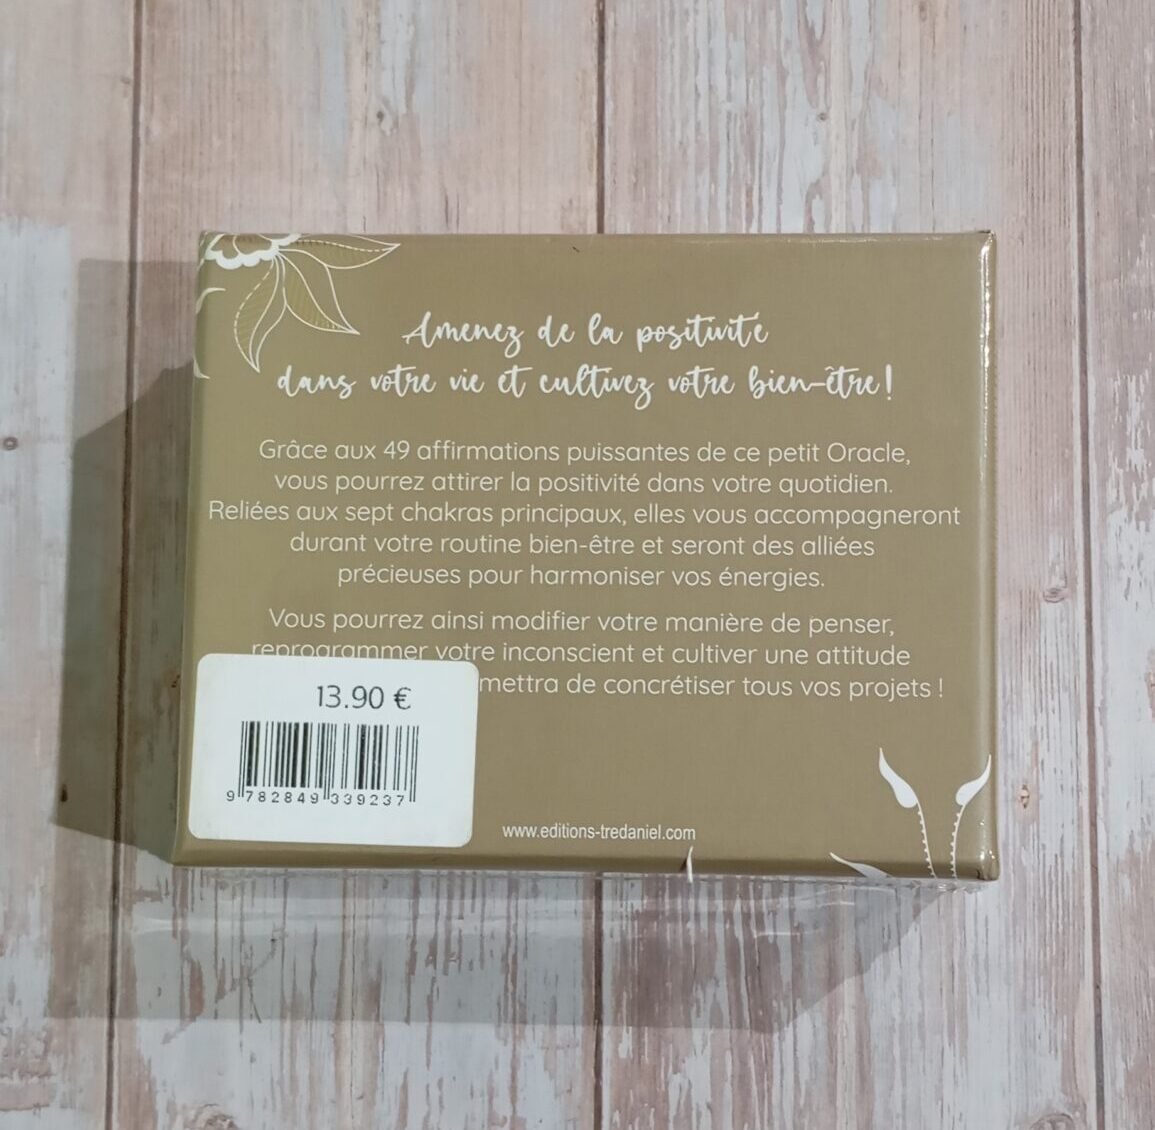 Amenez de la positivité
dans votre vie et cultivez votre bien-être !
Grâce aux 49 affirmations puissantes de ce petit Oracle,
vous pourrez attirer la positivité dans votre quotidien.
Reliées aux sept chakras principaux, elles vous accompagneront
durant votre routine bien-être et seront des alliées
précieuses pour harmoniser vos énergies.
Vous pourrez ainsi modifier votre manière de penser,
reprogrammer votre inconscient et cultiver une attitude
mettra de concrétiser tous vos projets !
13.90 €
9 782849 339237
www.editions-tredaniel.com